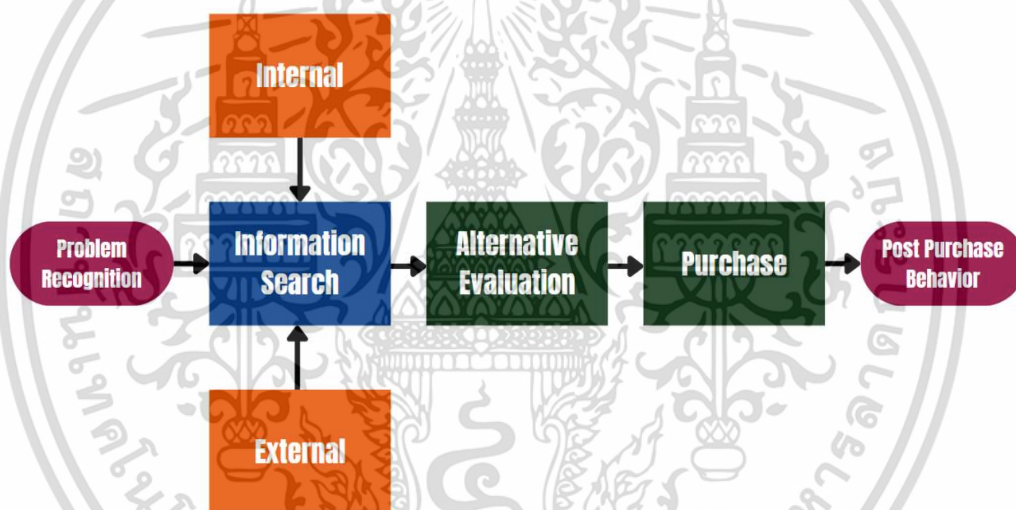 Internal
Problem
Recognition
Information
Search
Alternative
Evaluation
Purchase
Post Purchase
Behavior
External